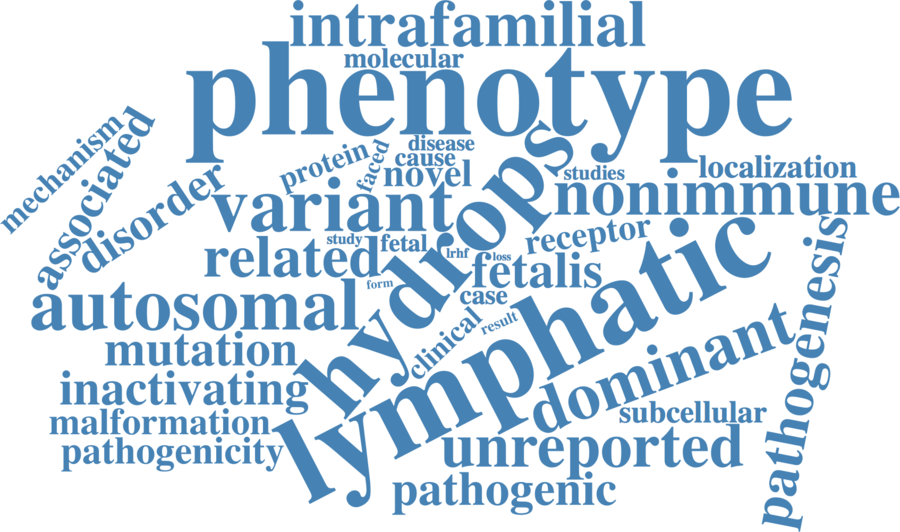 intrafamilial
molecular
phenotype
mechanism
associated
disorder
protein
faced
disease
cause
novel
hydrops
studies
localization
nonimmune
variant
receptor
related
study
fetal
lrhf
loss
fetalis
form
case
autosomal
clinical
result
lymphatic
pathogenesis
mutation
dominant
inactivating
malformation
subcellular
pathogenicity
unreported
pathogenic